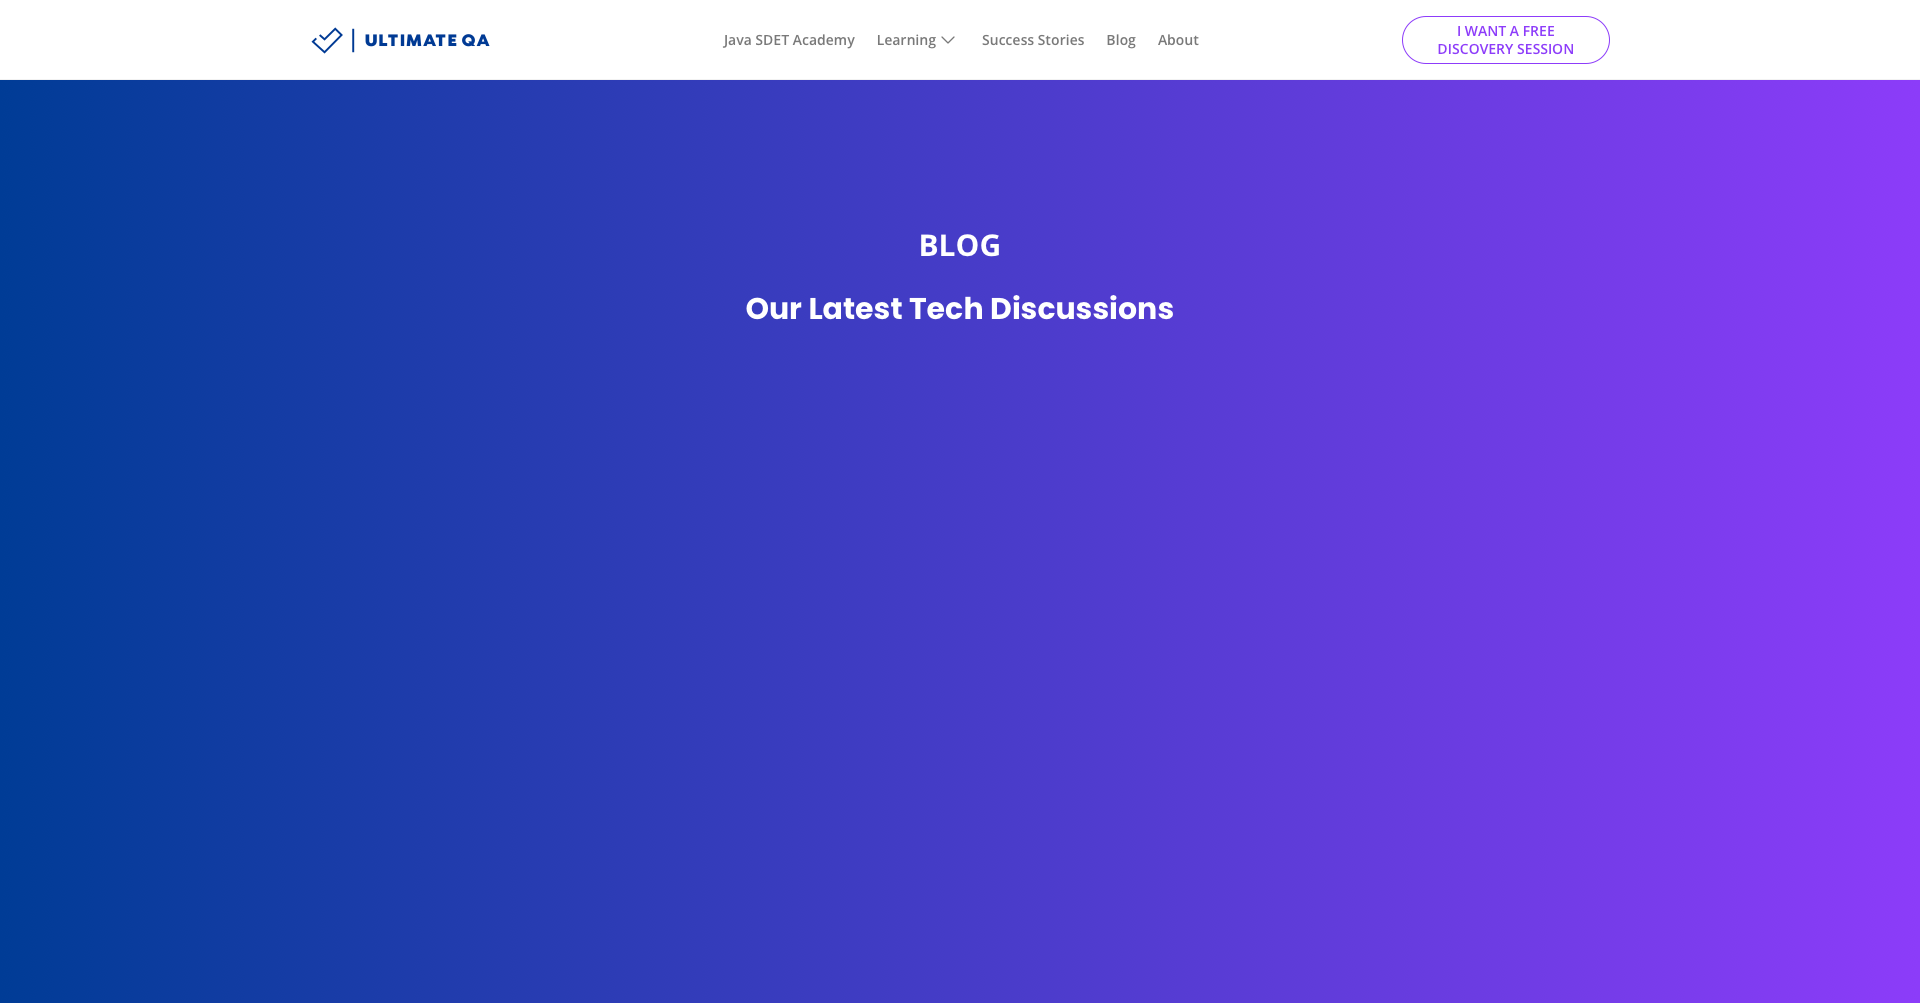 ULTIMATE QA
Java SDET Academy
Learning
Success Stories
Blog
About
I WANT A FREE
DISCOVERY SESSION
BLOG
Our Latest Tech Discussions